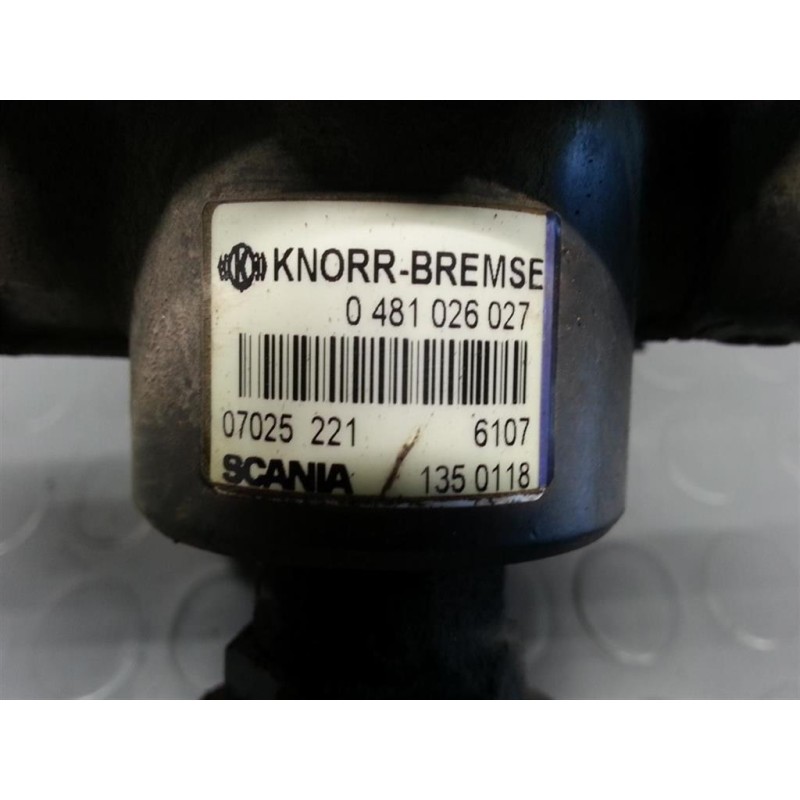 K KNORR-BREMSE
0 481 026 027
07025 221 6107
SCANIA 135 0118